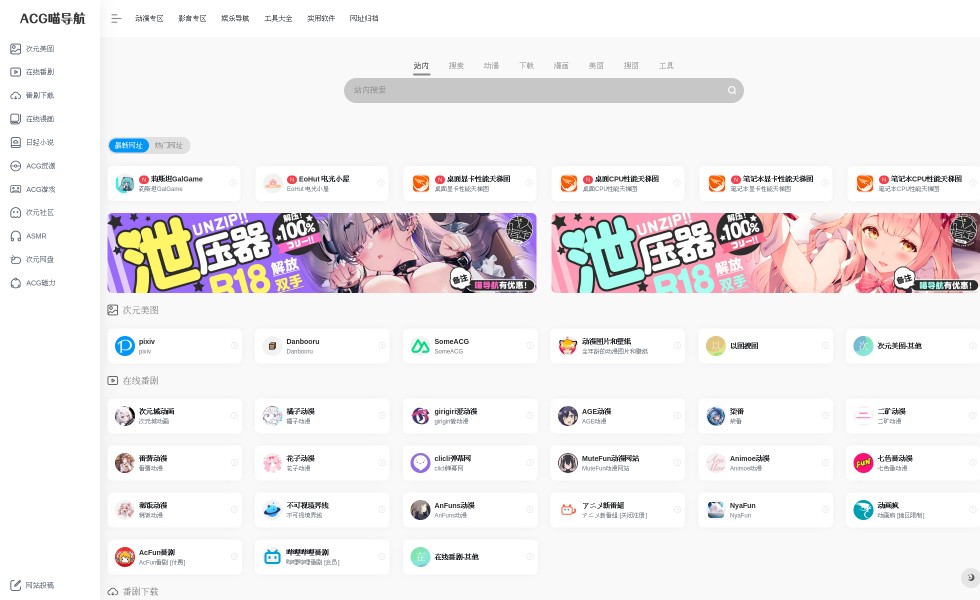 ACG喵导航
动漫专区 影音专区 娱乐导航 工具大全 实用软件 网址归档
次元美图
在线番剧
番剧下载
在线漫画
日轻小说
ACG资源
ACG游戏
次元社区
ASMR
次元网盘
ACG磁力
网站投稿
站内 搜索 动漫 下载 漫画 美图 搜图 工具
站内搜索
最新网址 热门网址
莉斯坦GalGame
莉斯坦GalGame
EoHut 电光小屋
EoHut 电光小屋
桌面显卡性能天梯图
桌面显卡性能天梯图
桌面CPU性能天梯图
桌面CPU性能天梯图
笔记本显卡性能天梯图
笔记本显卡性能天梯图
笔记本CPU性能天梯图
笔记本CPU性能天梯图
UNZIP!!
泄压器
解压!
100%
フリー!!
R18 解放双手
备注
喵导航有优惠!
UNZIP!!
泄压器
解压!
100%
フリー!!
R18 解放双手
备注
喵导航有优惠!
次元美图
pixiv
pixiv
Danbooru
Danbooru
SomeACG
SomeACG
动漫图片和壁纸
全年龄的动漫图片和壁纸
以图搜图
次元美图-其他
在线番剧
次元城动画
次元城动画
橘子动漫
橘子动漫
girigiri爱动漫
girigiri爱动漫
AGE动漫
AGE动漫
柒番
柒番
二矿动漫
二矿动漫
番薯动漫
番薯动漫
花子动漫
花子动漫
clicli弹幕网
clicli弹幕网
MuteFun动漫网站
MuteFun动漫网站
Animoe动漫
Animoe动漫
七色番动漫
七色番动漫
不可视境界线
不可视境界线
AnFuns动漫
AnFuns动漫
アニメ新番組
アニメ新番組 [关闭注册]
NyaFun
NyaFun
动画疯
动画疯 [地区限制]
AcFun番剧
AcFun番剧 [付费]
哔哩哔哩番剧
哔哩哔哩番剧 [会员]
在线番剧-其他
番剧下载